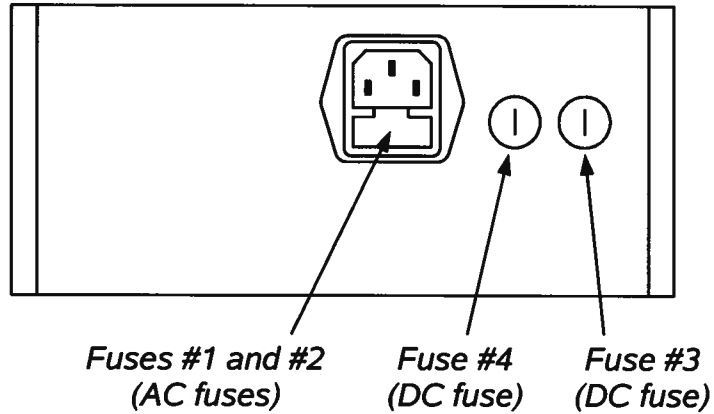 Fuses #1 and #2
(AC fuses)
Fuse #4
(DC fuse)
Fuse #3
(DC fuse)